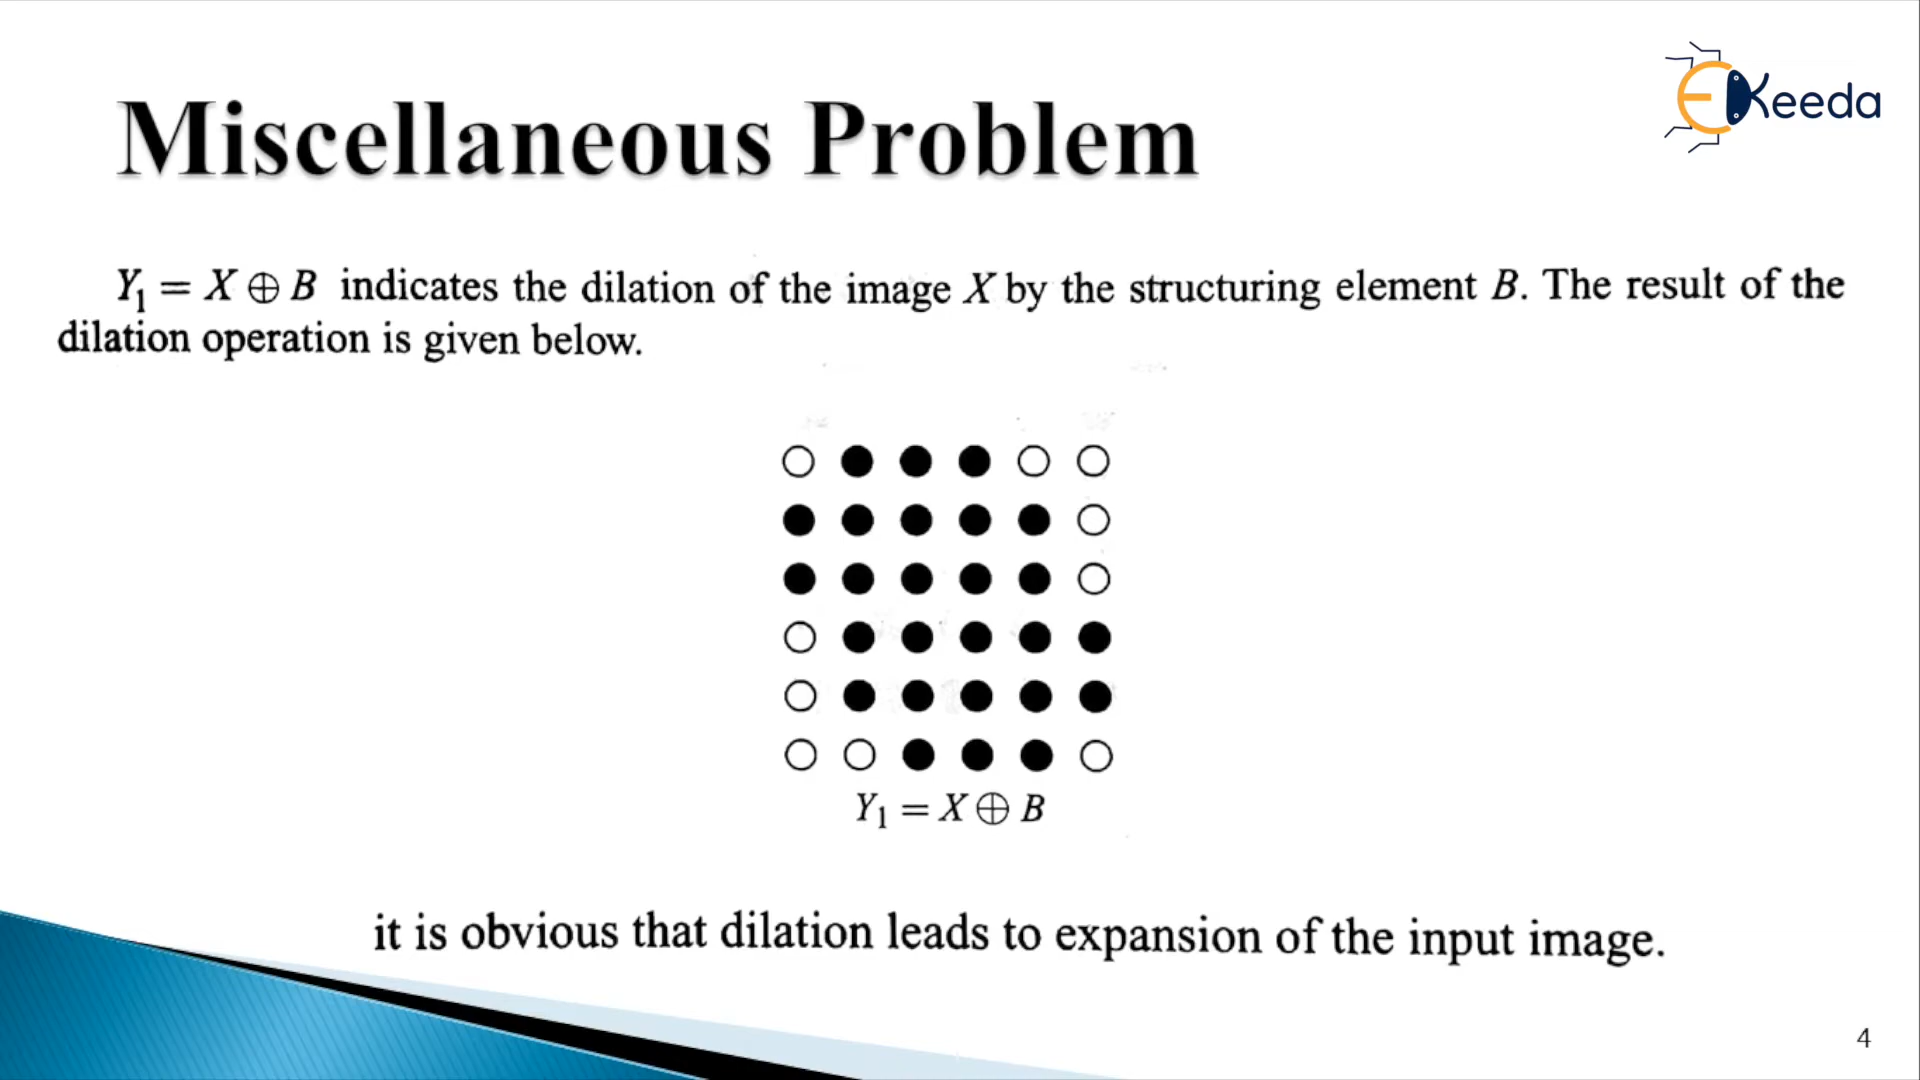 EKeeda
Miscellaneous Problem
Y₁ = X ⊕ B indicates the dilation of the image X by the structuring element B. The result of the
dilation operation is given below.
Y₁ = X ⊕ B
it is obvious that dilation leads to expansion of the input image.
4